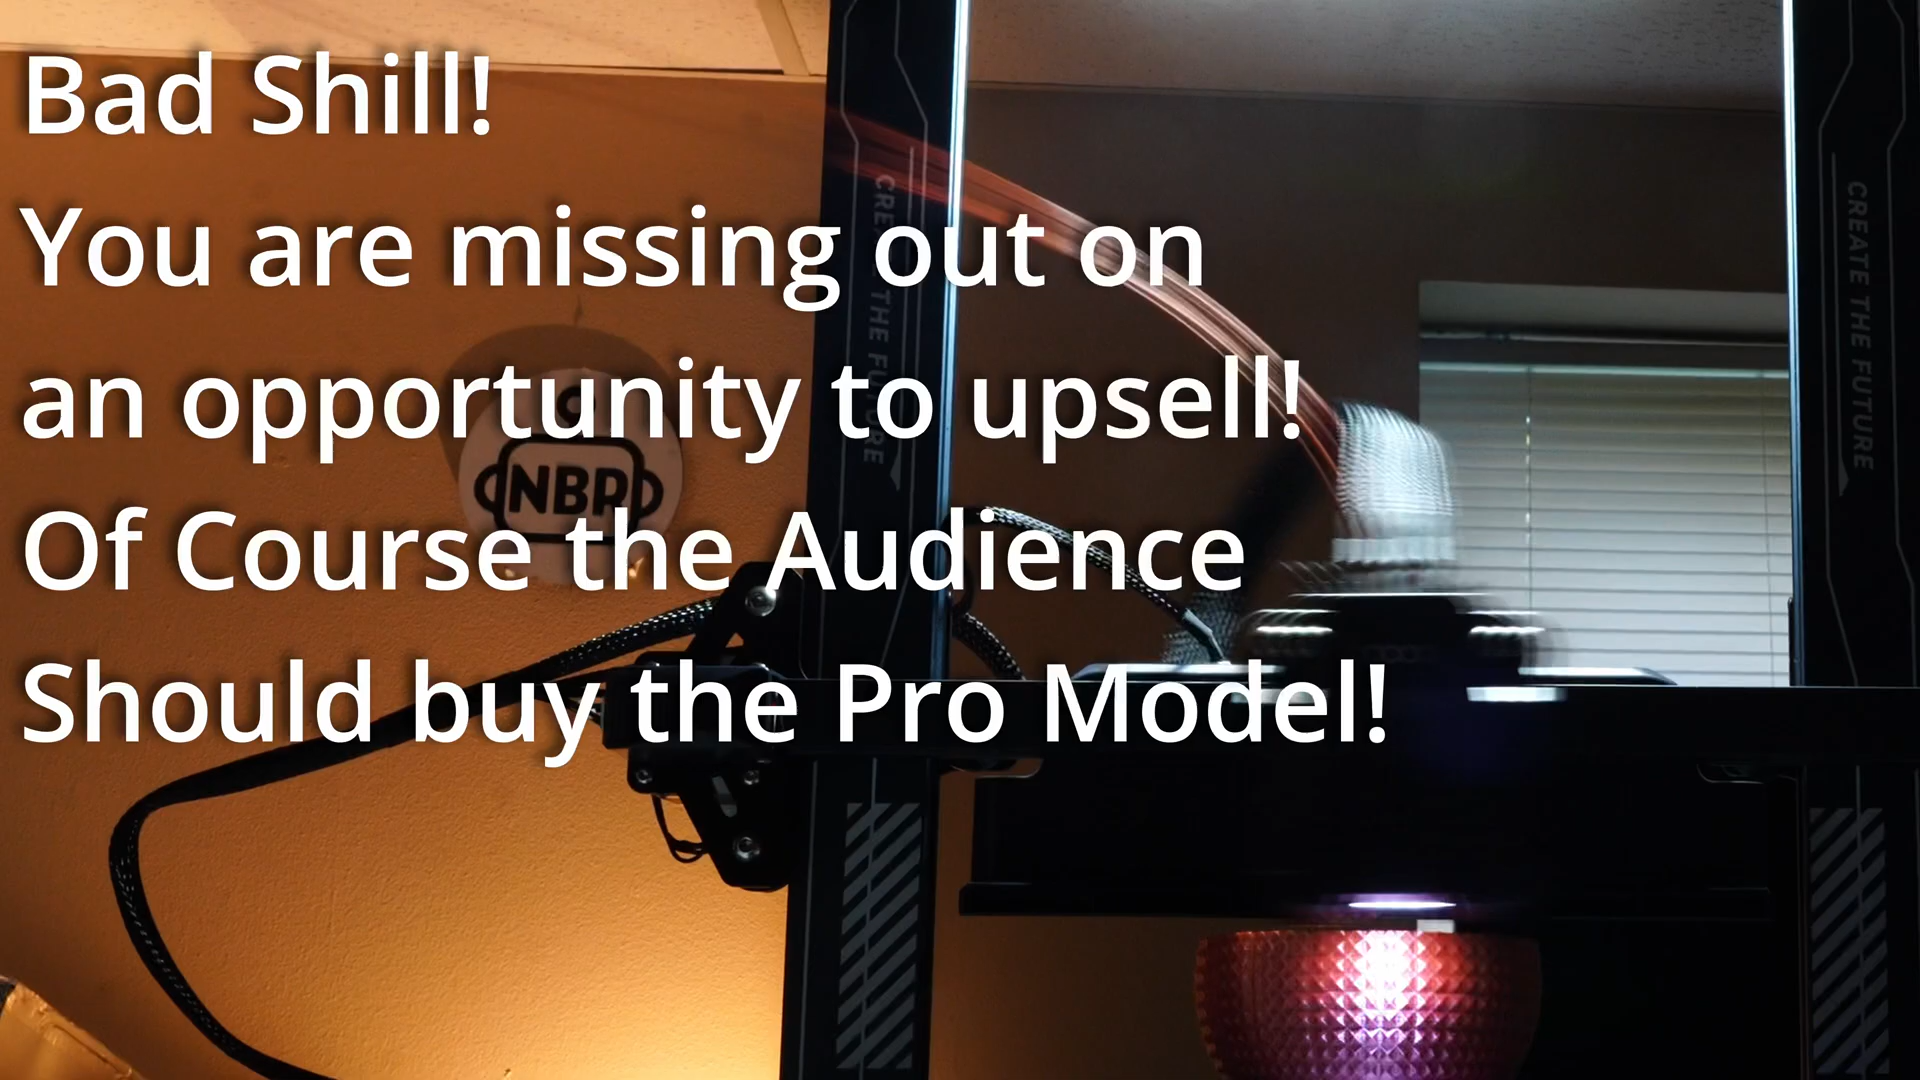 Bad Shill!
You are missing out on
an opportunity to upsell!
Of Course the Audience
Should buy the Pro Model!
NBR
CREATE THE FUTURE
CREATE THE FUTURE